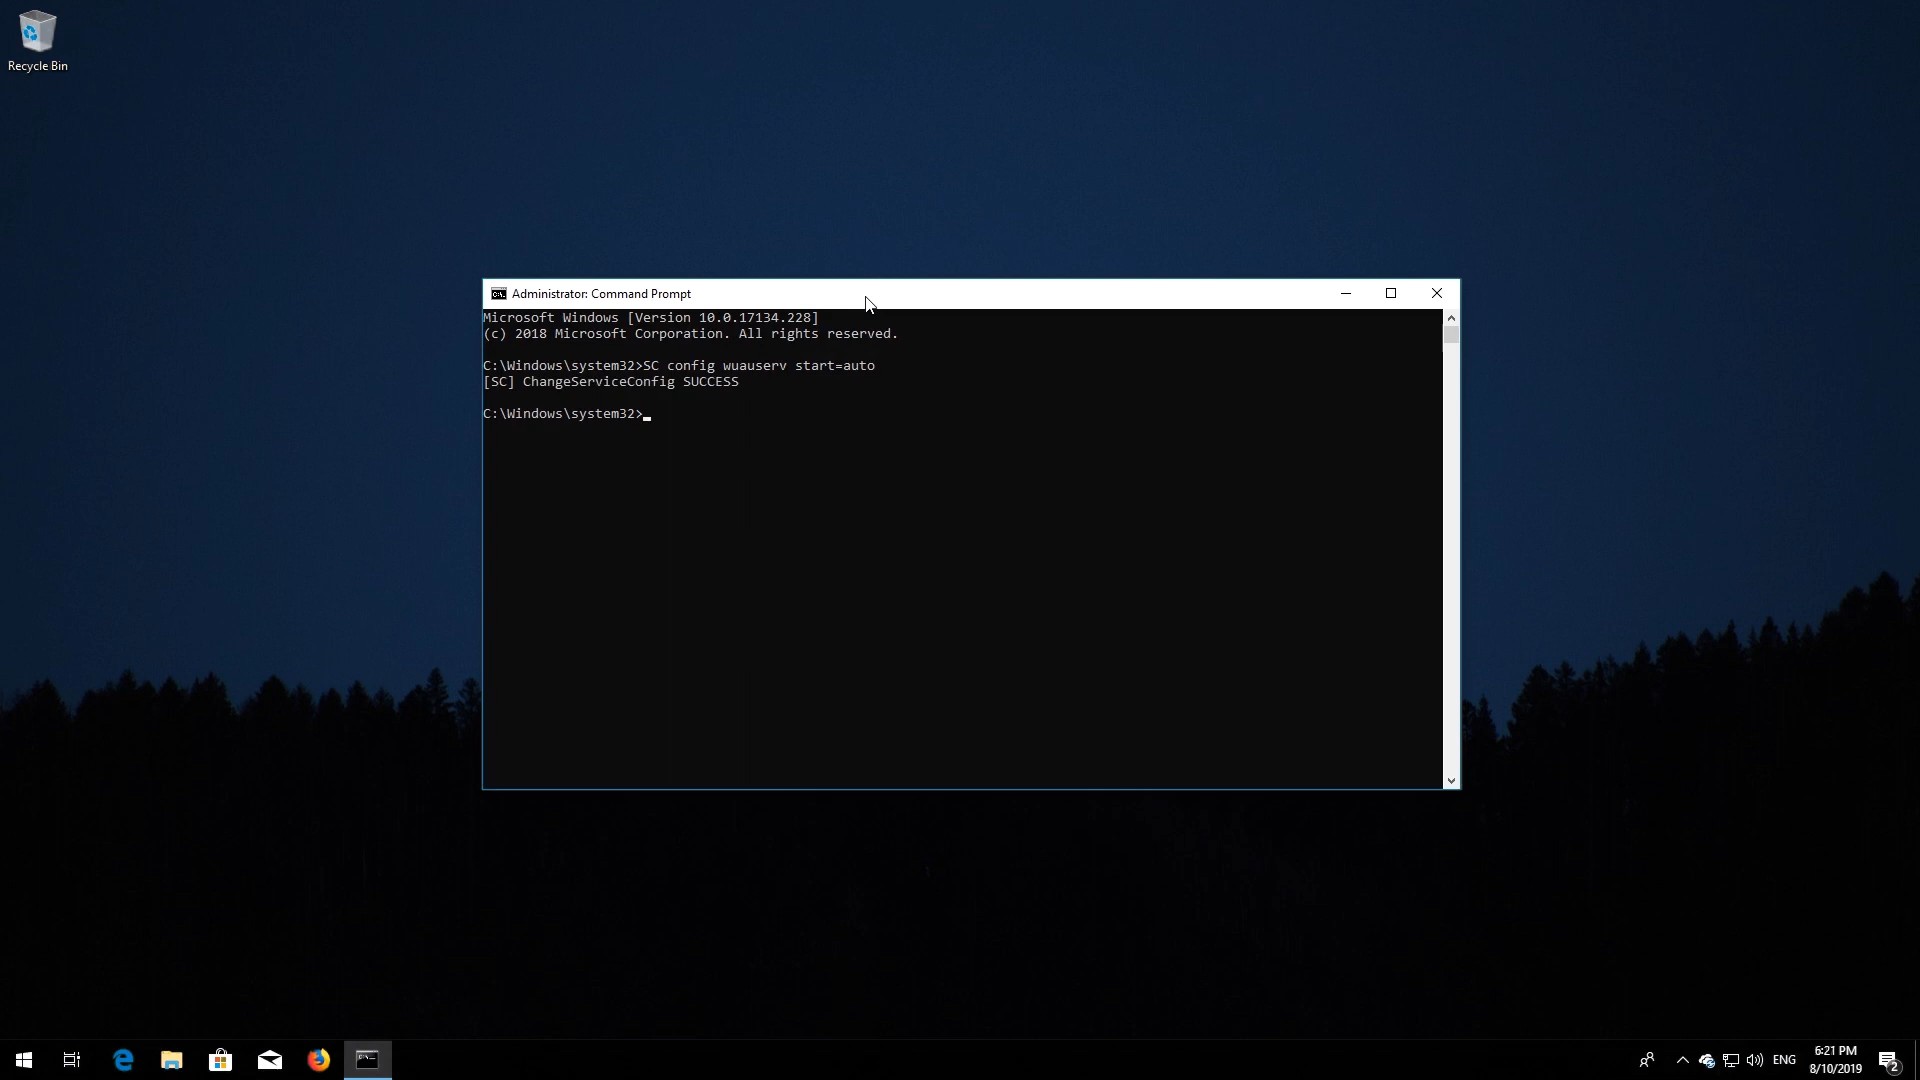 Recycle Bin
Administrator: Command Prompt
Microsoft Windows [Version 10.0.17134.228]
(c) 2018 Microsoft Corporation. All rights reserved.
C:\Windows\system32>SC config wuauserv start=auto
[SC] ChangeServiceConfig SUCCESS
C:\Windows\system32>
ENG
6:21 PM
8/10/2019
2